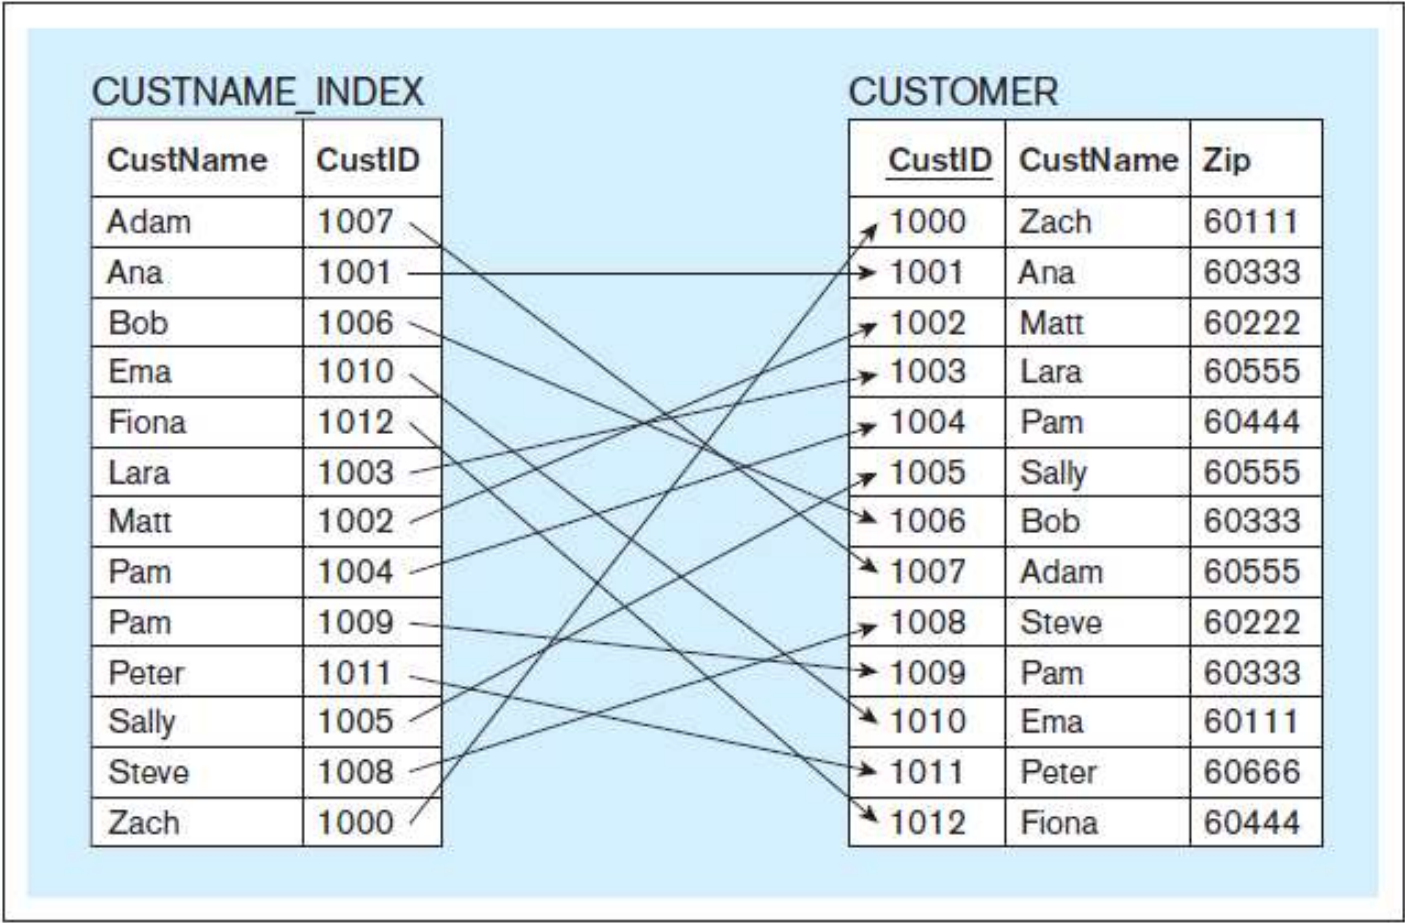 CUSTNAME_INDEX
CustName CustID
Adam 1007
Ana 1001
Bob 1006
Ema 1010
Fiona 1012
Lara 1003
Matt 1002
Pam 1004
Pam 1009
Peter 1011
Sally 1005
Steve 1008
Zach 1000
CUSTOMER
CustID CustName Zip
1000 Zach 60111
1001 Ana 60333
1002 Matt 60222
1003 Lara 60555
1004 Pam 60444
1005 Sally 60555
1006 Bob 60333
1007 Adam 60555
1008 Steve 60222
1009 Pam 60333
1010 Ema 60111
1011 Peter 60666
1012 Fiona 60444